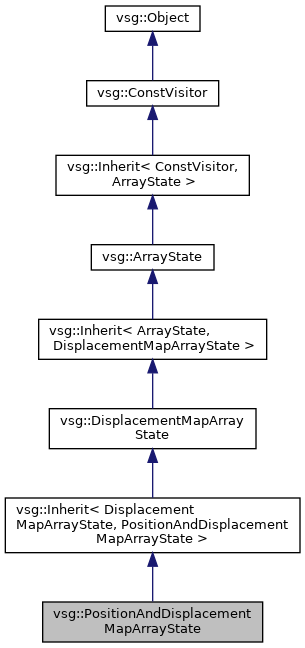 vsg::Object
vsg::ConstVisitor
vsg::Inherit< ConstVisitor,
ArrayState >
vsg::ArrayState
vsg::Inherit< ArrayState,
DisplacementMapArrayState >
vsg::DisplacementMapArray
State
vsg::Inherit< Displacement
MapArrayState, PositionAndDisplacement
MapArrayState >
vsg::PositionAndDisplacement
MapArrayState